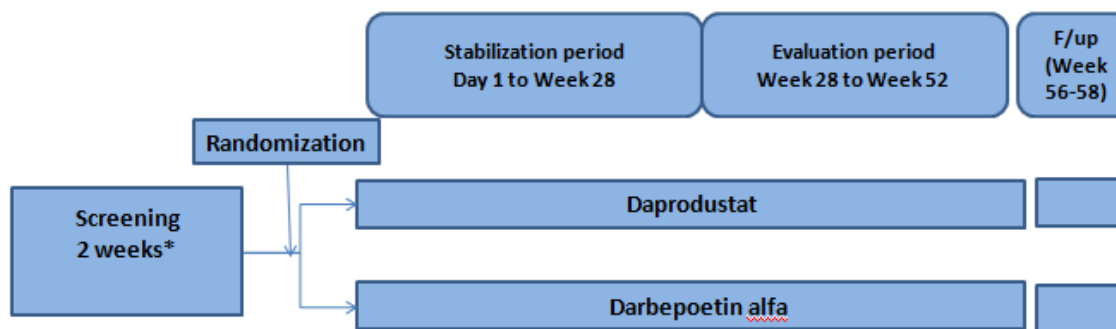 Stabilization period
Day 1 to Week 28
Evaluation period
Week 28 to Week 52
F/up
(Week
56-58)
Randomization
Screening
2 weeks*
Daprodustat
Darbepoetin alfa